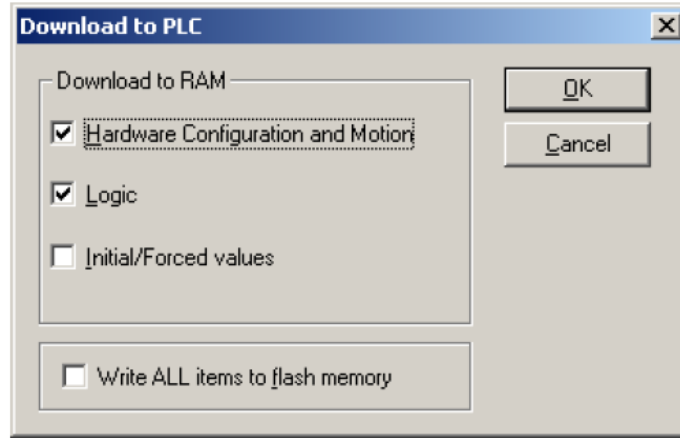 Download to PLC
Download to RAM
Hardware Configuration and Motion
Logic
Initial/Forced values
Write ALL items to flash memory
OK
Cancel